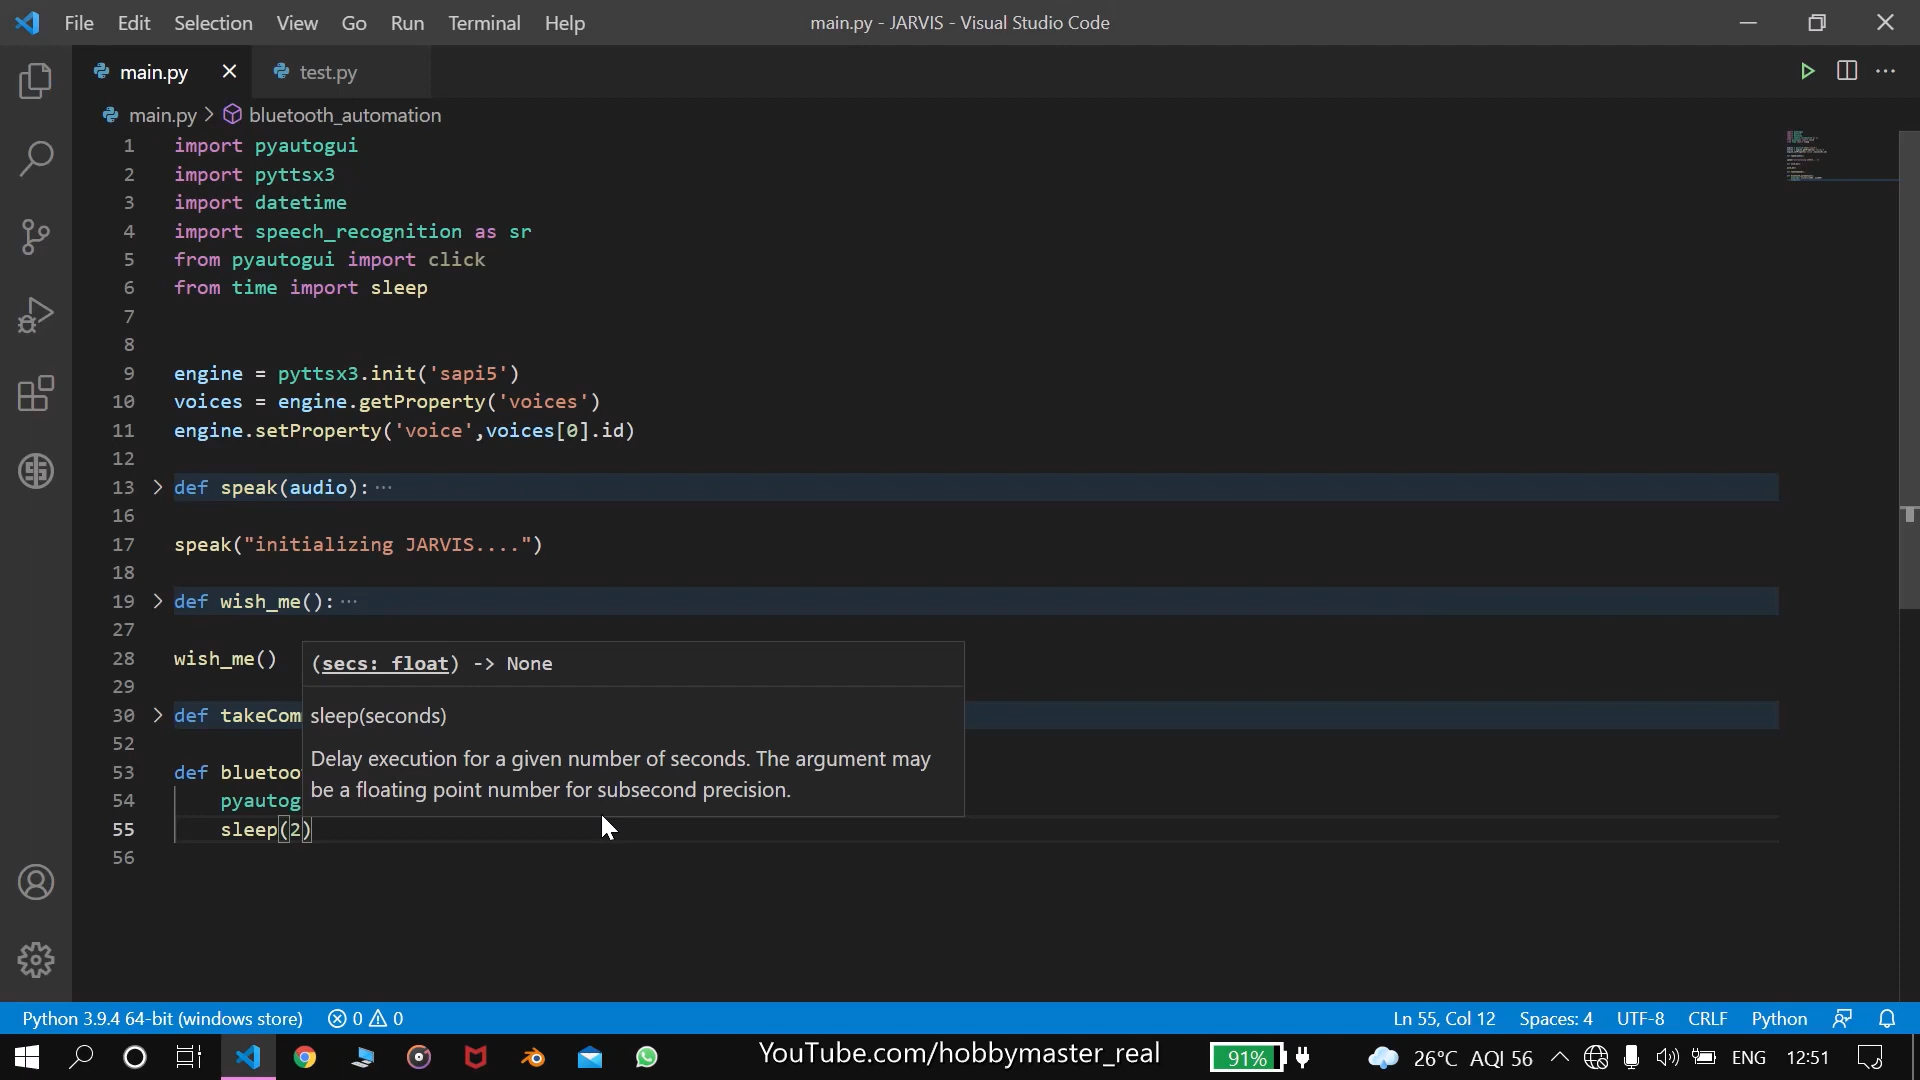 File Edit Selection View Go Run Terminal Help
main.py - JARVIS - Visual Studio Code
main.py test.py
main.py > bluetooth_automation
1 import pyautogui
2 import pyttsx3
3 import datetime
4 import speech_recognition as sr
5 from pyautogui import click
6 from time import sleep
7
8
9 engine = pyttsx3.init('sapi5')
10 voices = engine.getProperty('voices')
11 engine.setProperty('voice',voices[0].id)
12
13 > def speak(audio):···
16
17 speak("initializing JARVIS....")
18
19 > def wish_me():···
27
28 wish_me()
(secs: float) -> None
29
sleep(seconds)
30 > def takeCom
52
Delay execution for a given number of seconds. The argument may
be a floating point number for subsecond precision.
53 def bluetoo
54 pyautog
55 sleep(2)
56
Python 3.9.4 64-bit (windows store) 0 0 Ln 55, Col 12 Spaces: 4 UTF-8 CRLF Python
YouTube.com/hobbymaster_real 91% 26°C AQI 56 ENG 12:51